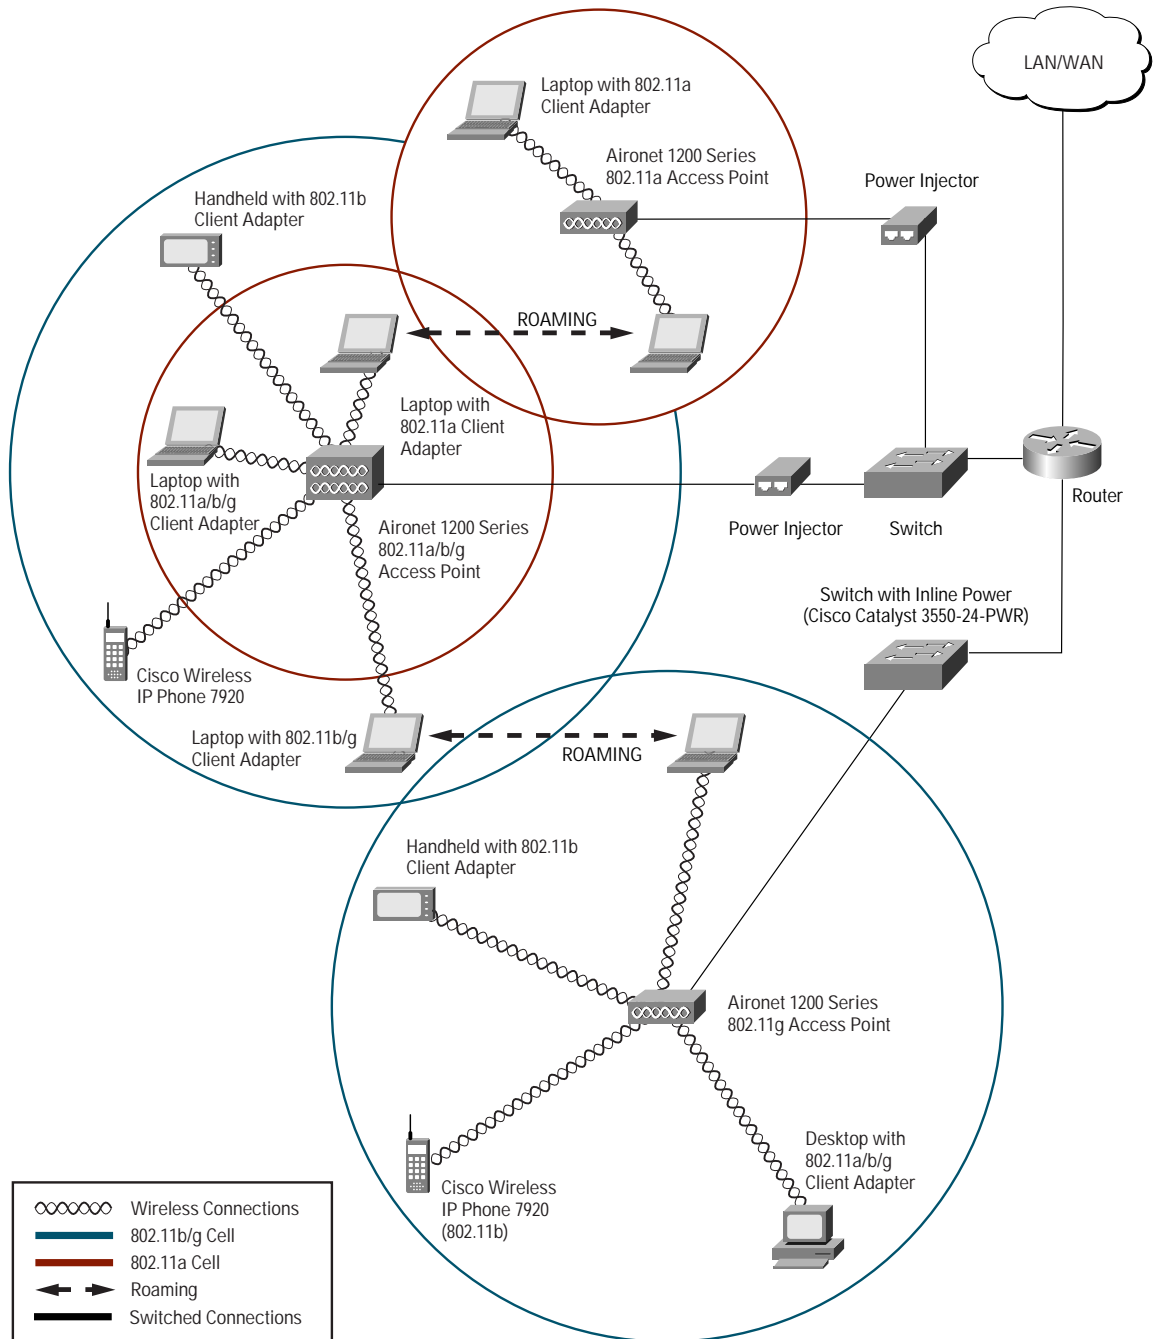 LAN/WAN
Laptop with 802.11a
Client Adapter
Aironet 1200 Series
802.11a Access Point
Power Injector
Handheld with 802.11b
Client Adapter
ROAMING
Laptop with
802.11a Client
Adapter
Laptop with
802.11a/b/g
Client Adapter
Aironet 1200 Series
802.11a/b/g
Access Point
Power Injector
Switch
Router
Switch with Inline Power
(Cisco Catalyst 3550-24-PWR)
Cisco Wireless
IP Phone 7920
Laptop with 802.11b/g
Client Adapter
ROAMING
Handheld with 802.11b
Client Adapter
Aironet 1200 Series
802.11g Access Point
Desktop with
802.11a/b/g
Client Adapter
Cisco Wireless
IP Phone 7920
(802.11b)
Wireless Connections
802.11b/g Cell
802.11a Cell
Roaming
Switched Connections